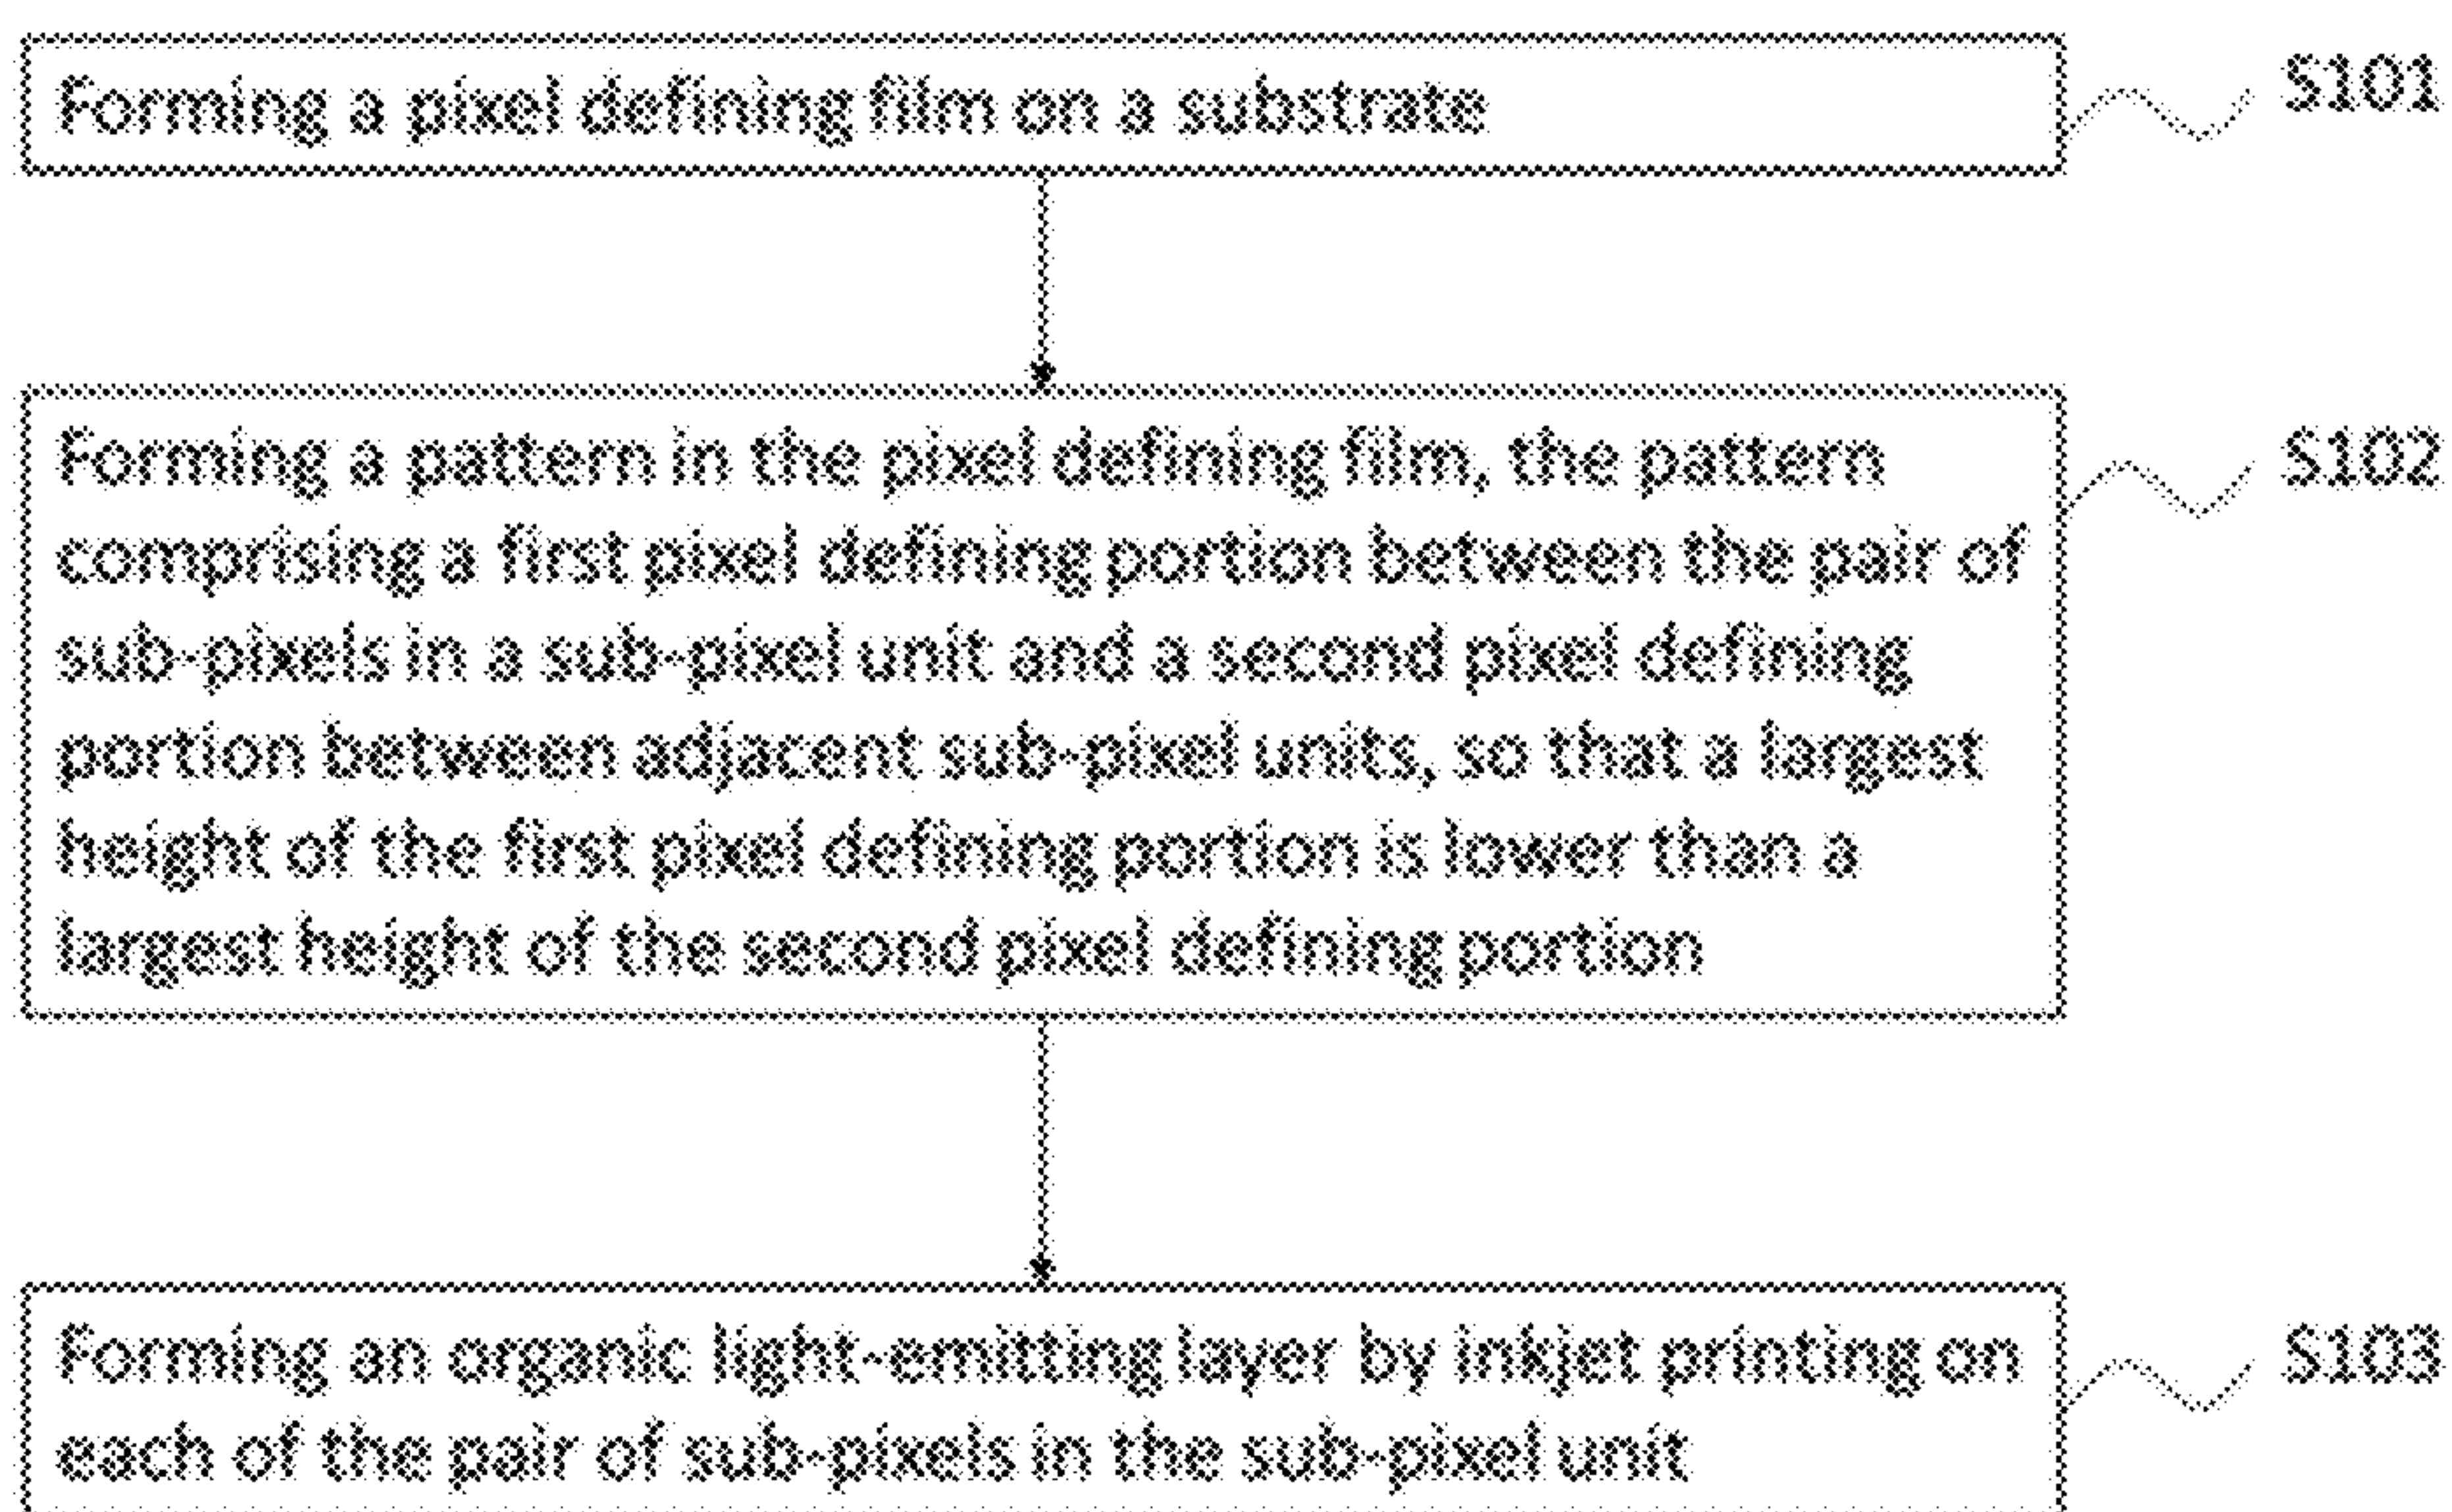 Forming a pixel defining film on a substrate
S101
Forming a pattern in the pixel defining film, the pattern
S102
comprising a first pixel defining portion between the pair of
sub-pixels in a sub-pixel unit and a second pixel defining
portion between adjacent sub-pixel units, so that a largest
height of the first pixel defining portion is lower than a
largest height of the second pixel defining portion
Forming an organic light-emitting layer by inkjet printing on
S103
each of the pair of sub-pixels in the sub-pixel unit